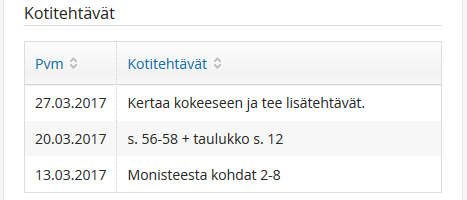 Kotitehtävät
Pvm Kotitehtävät
27.03.2017 Kertaa kokeeseen ja tee lisätehtävät.
20.03.2017 s. 56-58 + taulukko s. 12
13.03.2017 Monisteesta kohdat 2-8